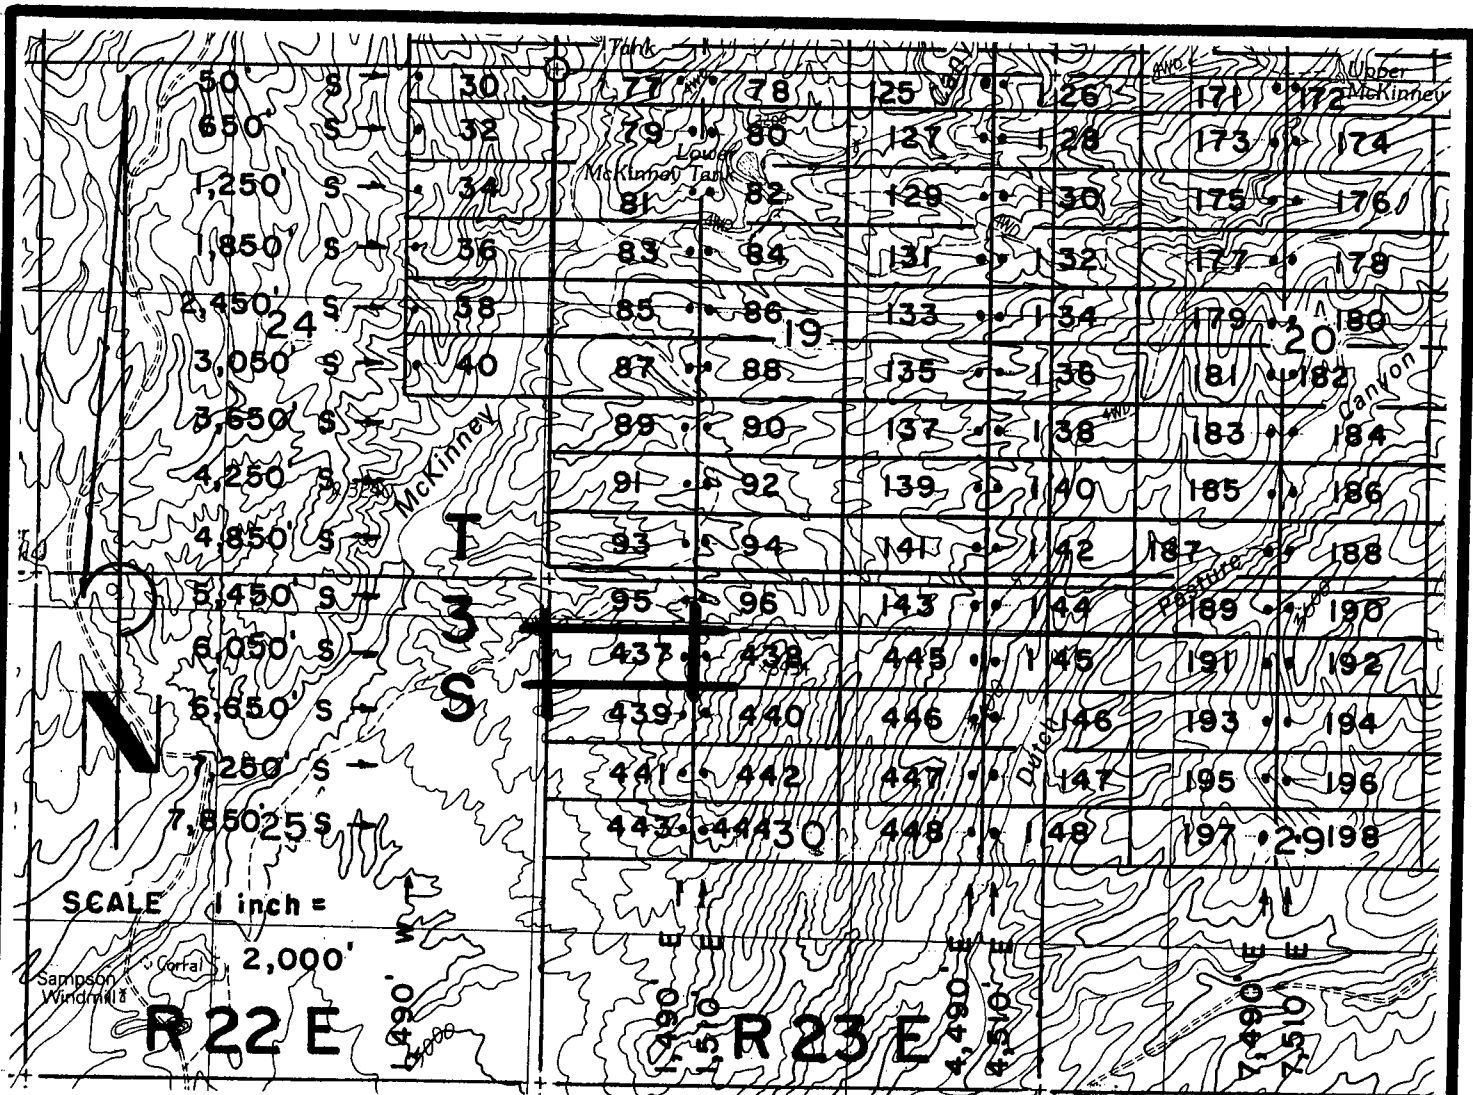 Tank
50' S 30 77 4WD 78 125 126 4WD 171 172 Upper McKinney
650' S 32 79 80 127 128 173 174
Lower McKinney Tank
1,250' S 34 81 82 129 130 175 176
4WD 4WD
1,850' S 36 83 84 131 132 177 178
2,450' S 38 85 86 133 134 179 180
24 19 20
3,050' S 40 87 88 135 136 181 182
Canyon
3,650' S 89 90 137 138 4WD 183 184
McKinney
4,250' S 91 92 139 140 185 186
4,850' S T 93 94 141 142 187 188
Pasture
5,450' S 3 95 96 143 144 189 190
6,050' S 437 438 445 145 191 192
S
6,650' S 439 440 446 146 193 194
Dutch
7,250' S 441 442 447 147 195 196
7,850' S 443 444 448 148 197 198
25 30 29
SCALE 1 inch =
2,000'
Corral
Sampson
Windmill
1,490' W
1,490' E
1,510' E
4,490' E
4,510' E
7,490' E
7,510 E
5000
R 22 E R 23 E